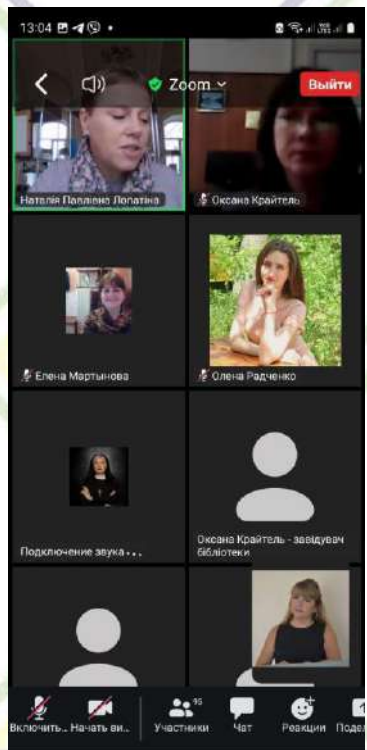 13:04
Zoom
Выйти
Наталія Павлівна Лопатіна
Оксана Крайтель
Елена Мартынова
Олена Радченко
Подключение звука...
Оксана Крайтель - завідувач
бібліотеки
95
Включить... Начать ви... Участники Чат Реакции Подел